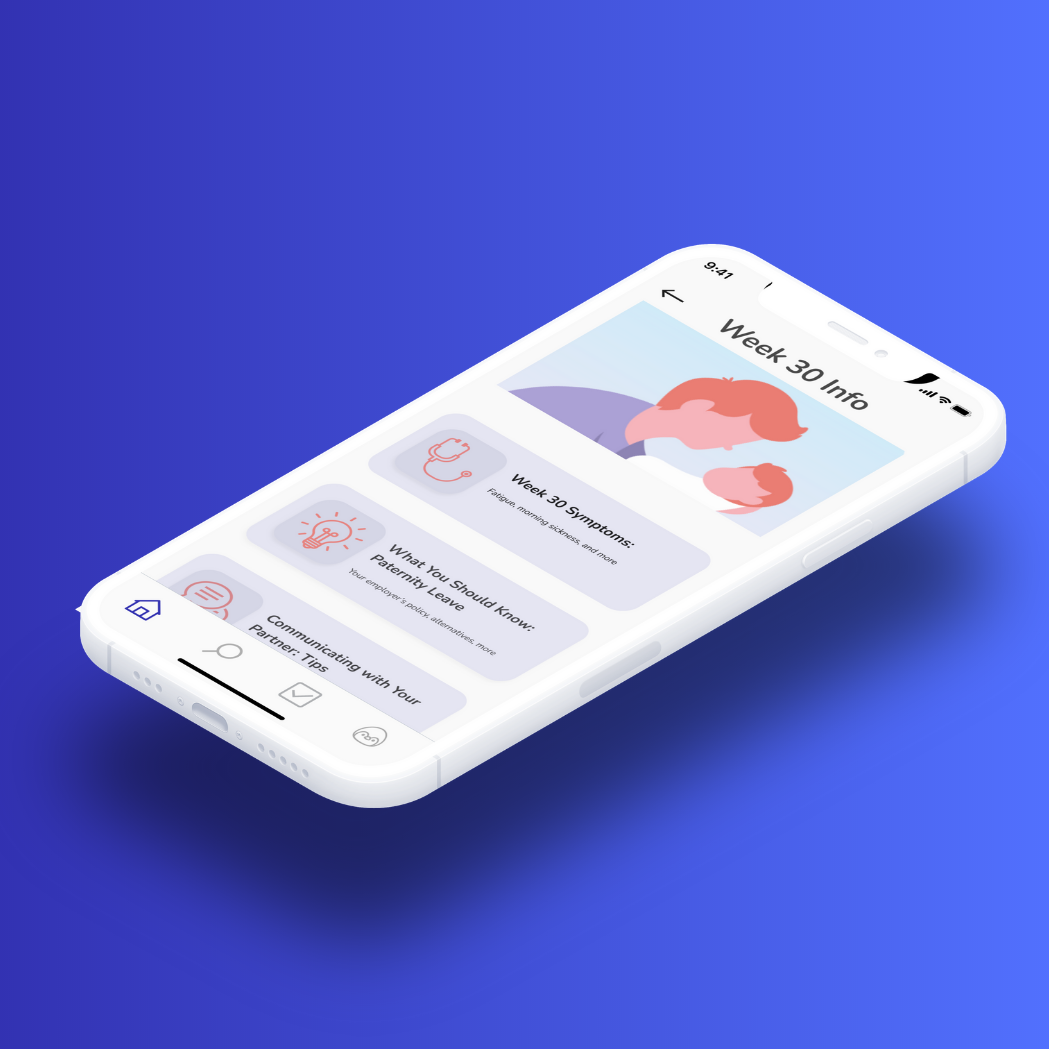 9:41
Week 30 Info
Week 30 Symptoms:
Fatigue, morning sickness, and more
What You Should Know:
Paternity Leave
Your employer's policy, alternatives, more
Communicating with Your
Partner: Tips